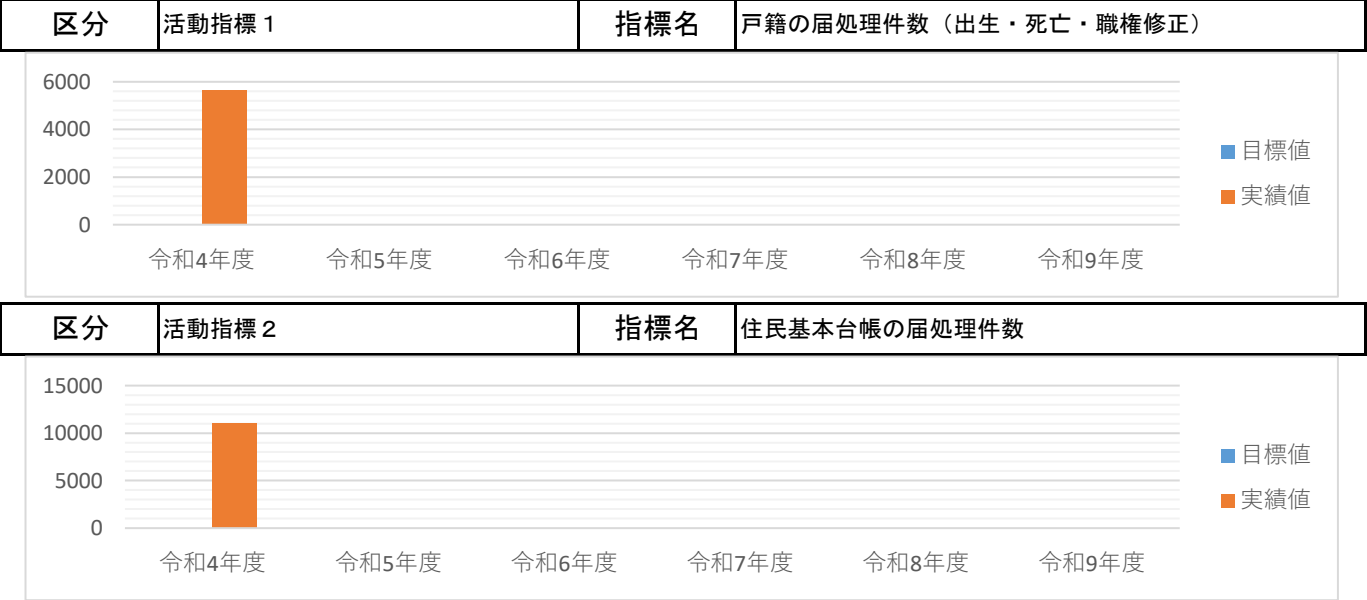 区分 活動指標１ 指標名 戸籍の届処理件数（出生・死亡・職権修正）
6000
4000
2000
0
令和4年度 令和5年度 令和6年度 令和7年度 令和8年度 令和9年度
目標値
実績値
区分 活動指標２ 指標名 住民基本台帳の届処理件数
15000
10000
5000
0
令和4年度 令和5年度 令和6年度 令和7年度 令和8年度 令和9年度
目標値
実績値